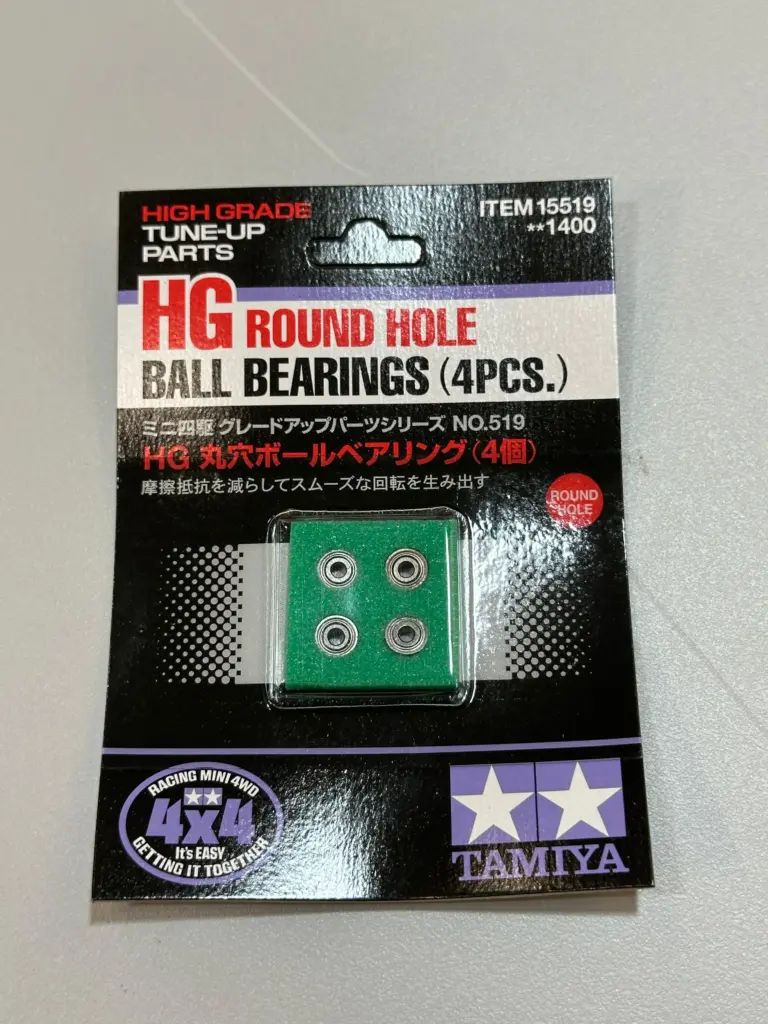 HIGH GRADE
TUNE-UP
PARTS
ITEM 15519
**1400
HG ROUND HOLE
BALL BEARINGS (4PCS.)
ミニ四駆 グレードアップパーツシリーズ NO.519
HG 丸穴ボールベアリング(4個)
摩擦抵抗を減らしてスムーズな回転を生み出す
ROUND
HOLE
RACING MINI 4WD
4x4
It's EASY
GETTING IT TOGETHER
TAMIYA